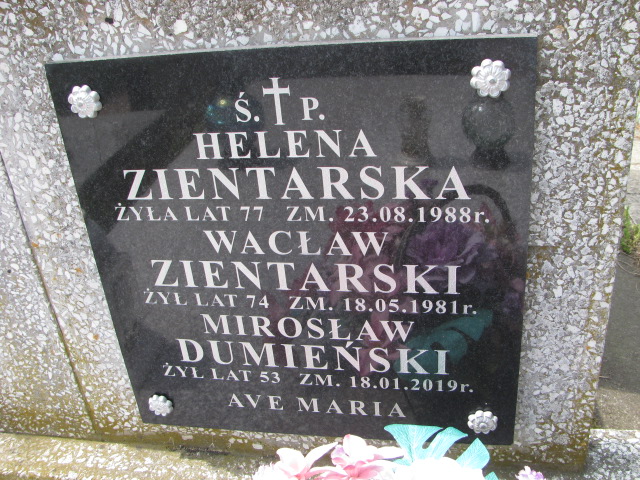 Ś. P.
HELENA
ZIENTARSKA
ŻYŁA LAT 77 ZM. 23.08.1988r.
WACŁAW
ZIENTARSKI
ŻYŁ LAT 74 ZM. 18.05.1981r.
MIROSŁAW
DUMIEŃSKI
ŻYŁ LAT 53 ZM. 18.01.2019r.
AVE MARIA